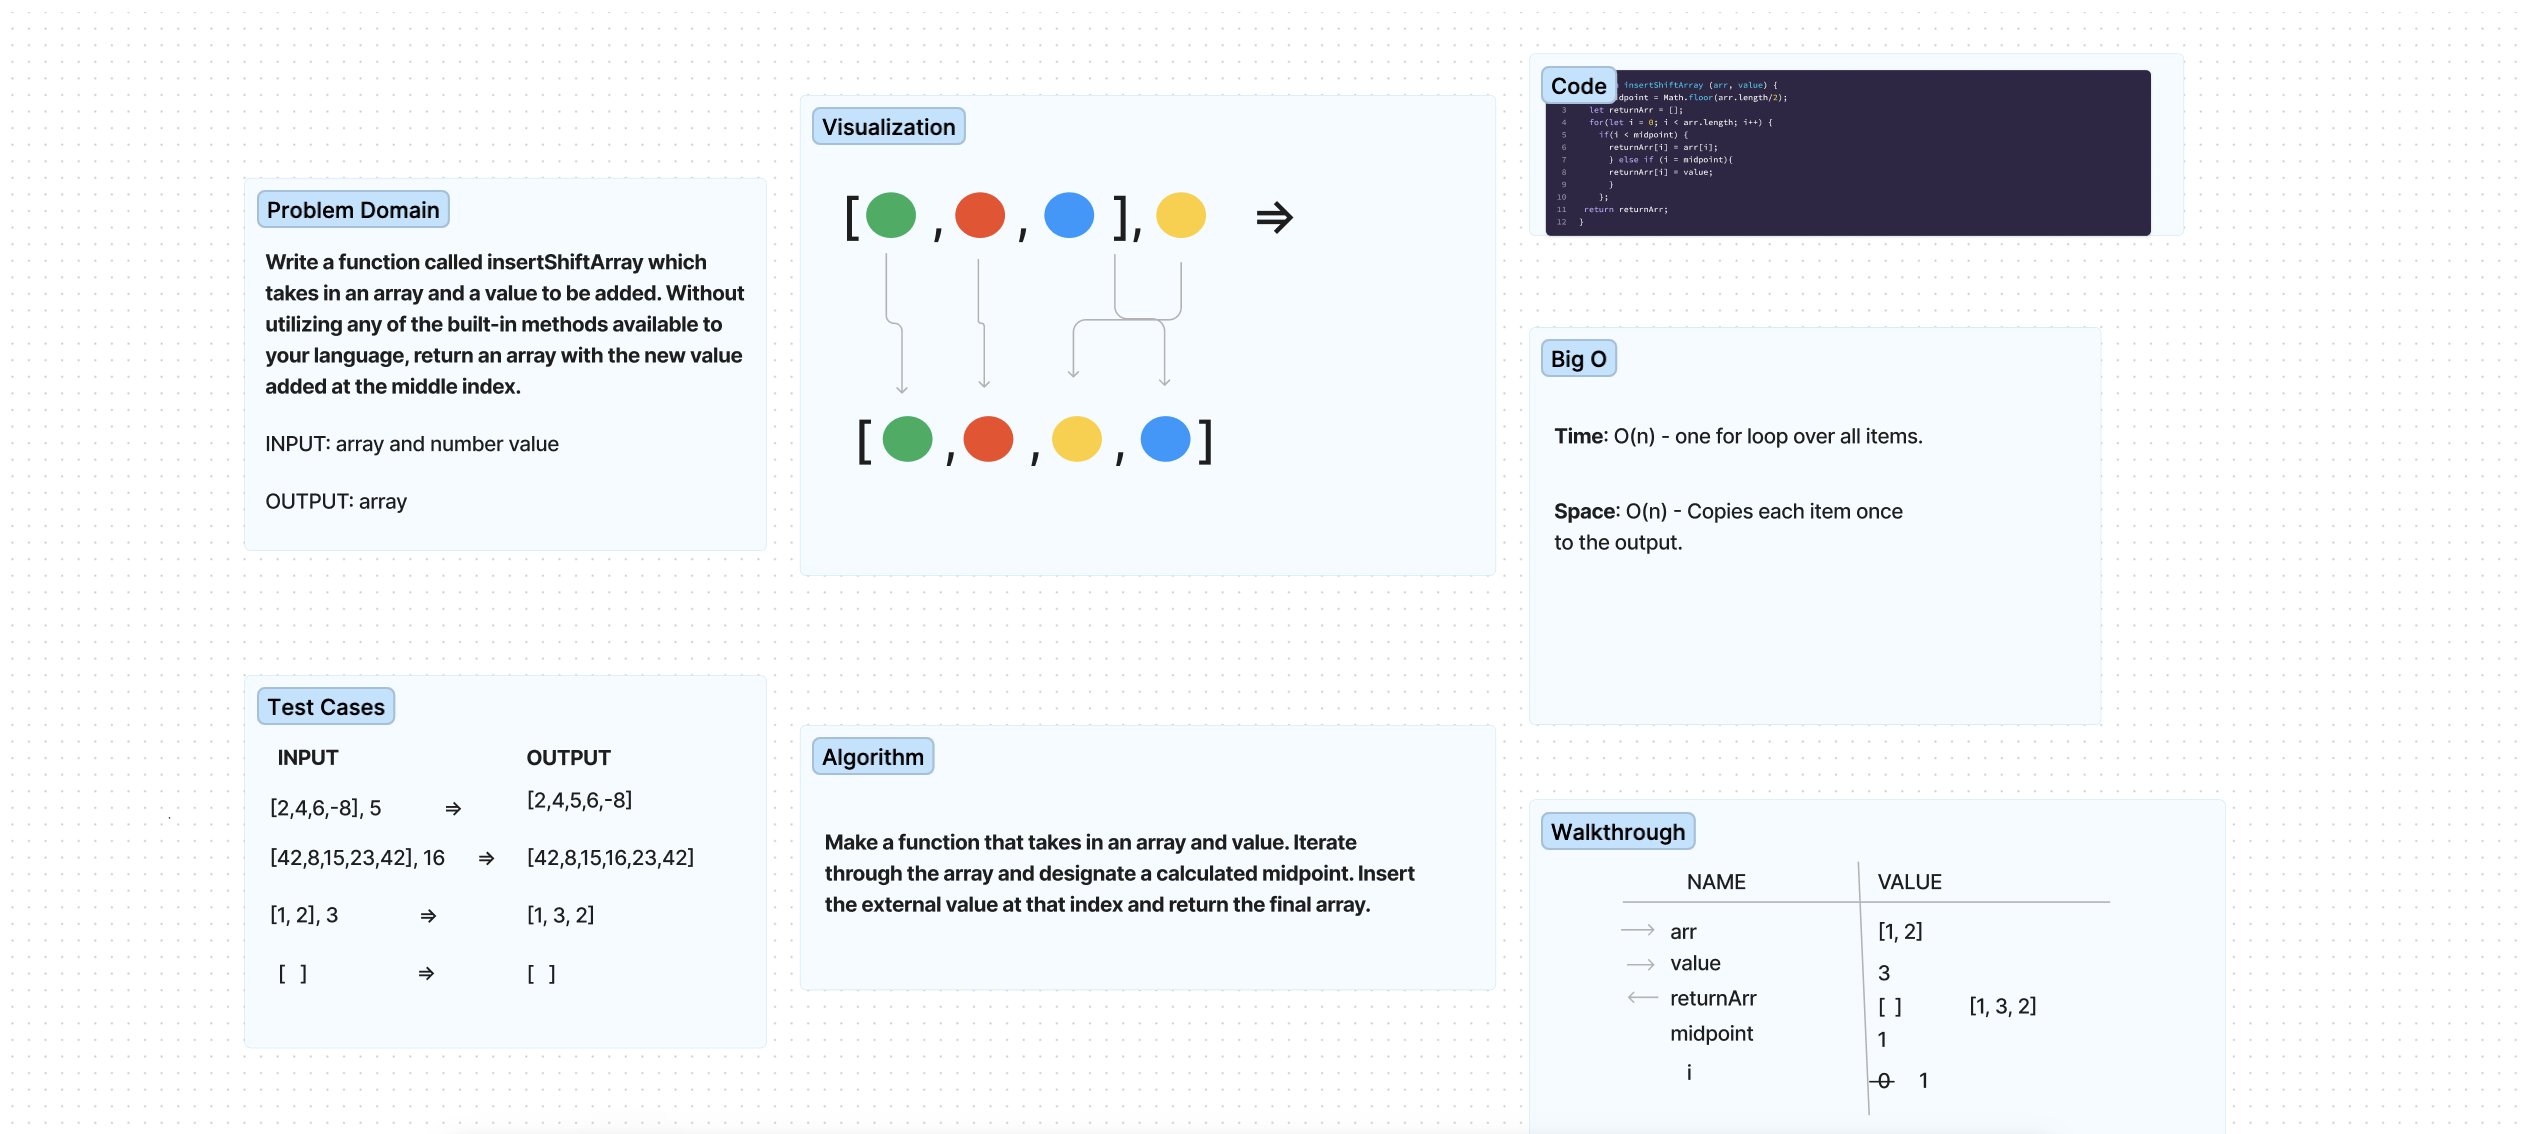 Problem Domain
Write a function called insertShiftArray which
takes in an array and a value to be added. Without
utilizing any of the built-in methods available to
your language, return an array with the new value
added at the middle index.
INPUT: array and number value
OUTPUT: array
Test Cases
INPUT OUTPUT
[2,4,6,-8], 5 ⇒ [2,4,5,6,-8]
[42,8,15,23,42], 16 ⇒ [42,8,15,16,23,42]
[1, 2], 3 ⇒ [1, 3, 2]
[ ] ⇒ [ ]
Visualization
[ , , ], ⇒
[ , , , ]
Algorithm
Make a function that takes in an array and value. Iterate
through the array and designate a calculated midpoint. Insert
the external value at that index and return the final array.
Code
insertShiftArray (arr, value) {
dpoint = Math.floor(arr.length/2);
3 let returnArr = [];
4 for(let i = 0; i < arr.length; i++) {
5 if(i < midpoint) {
6 returnArr[i] = arr[i];
7 } else if (i = midpoint){
8 returnArr[i] = value;
9 }
10 };
11 return returnArr;
12 }
Big O
Time: O(n) - one for loop over all items.
Space: O(n) - Copies each item once
to the output.
Walkthrough
NAME VALUE
arr [1, 2]
value 3
returnArr [ ] [1, 3, 2]
midpoint 1
i 0 1